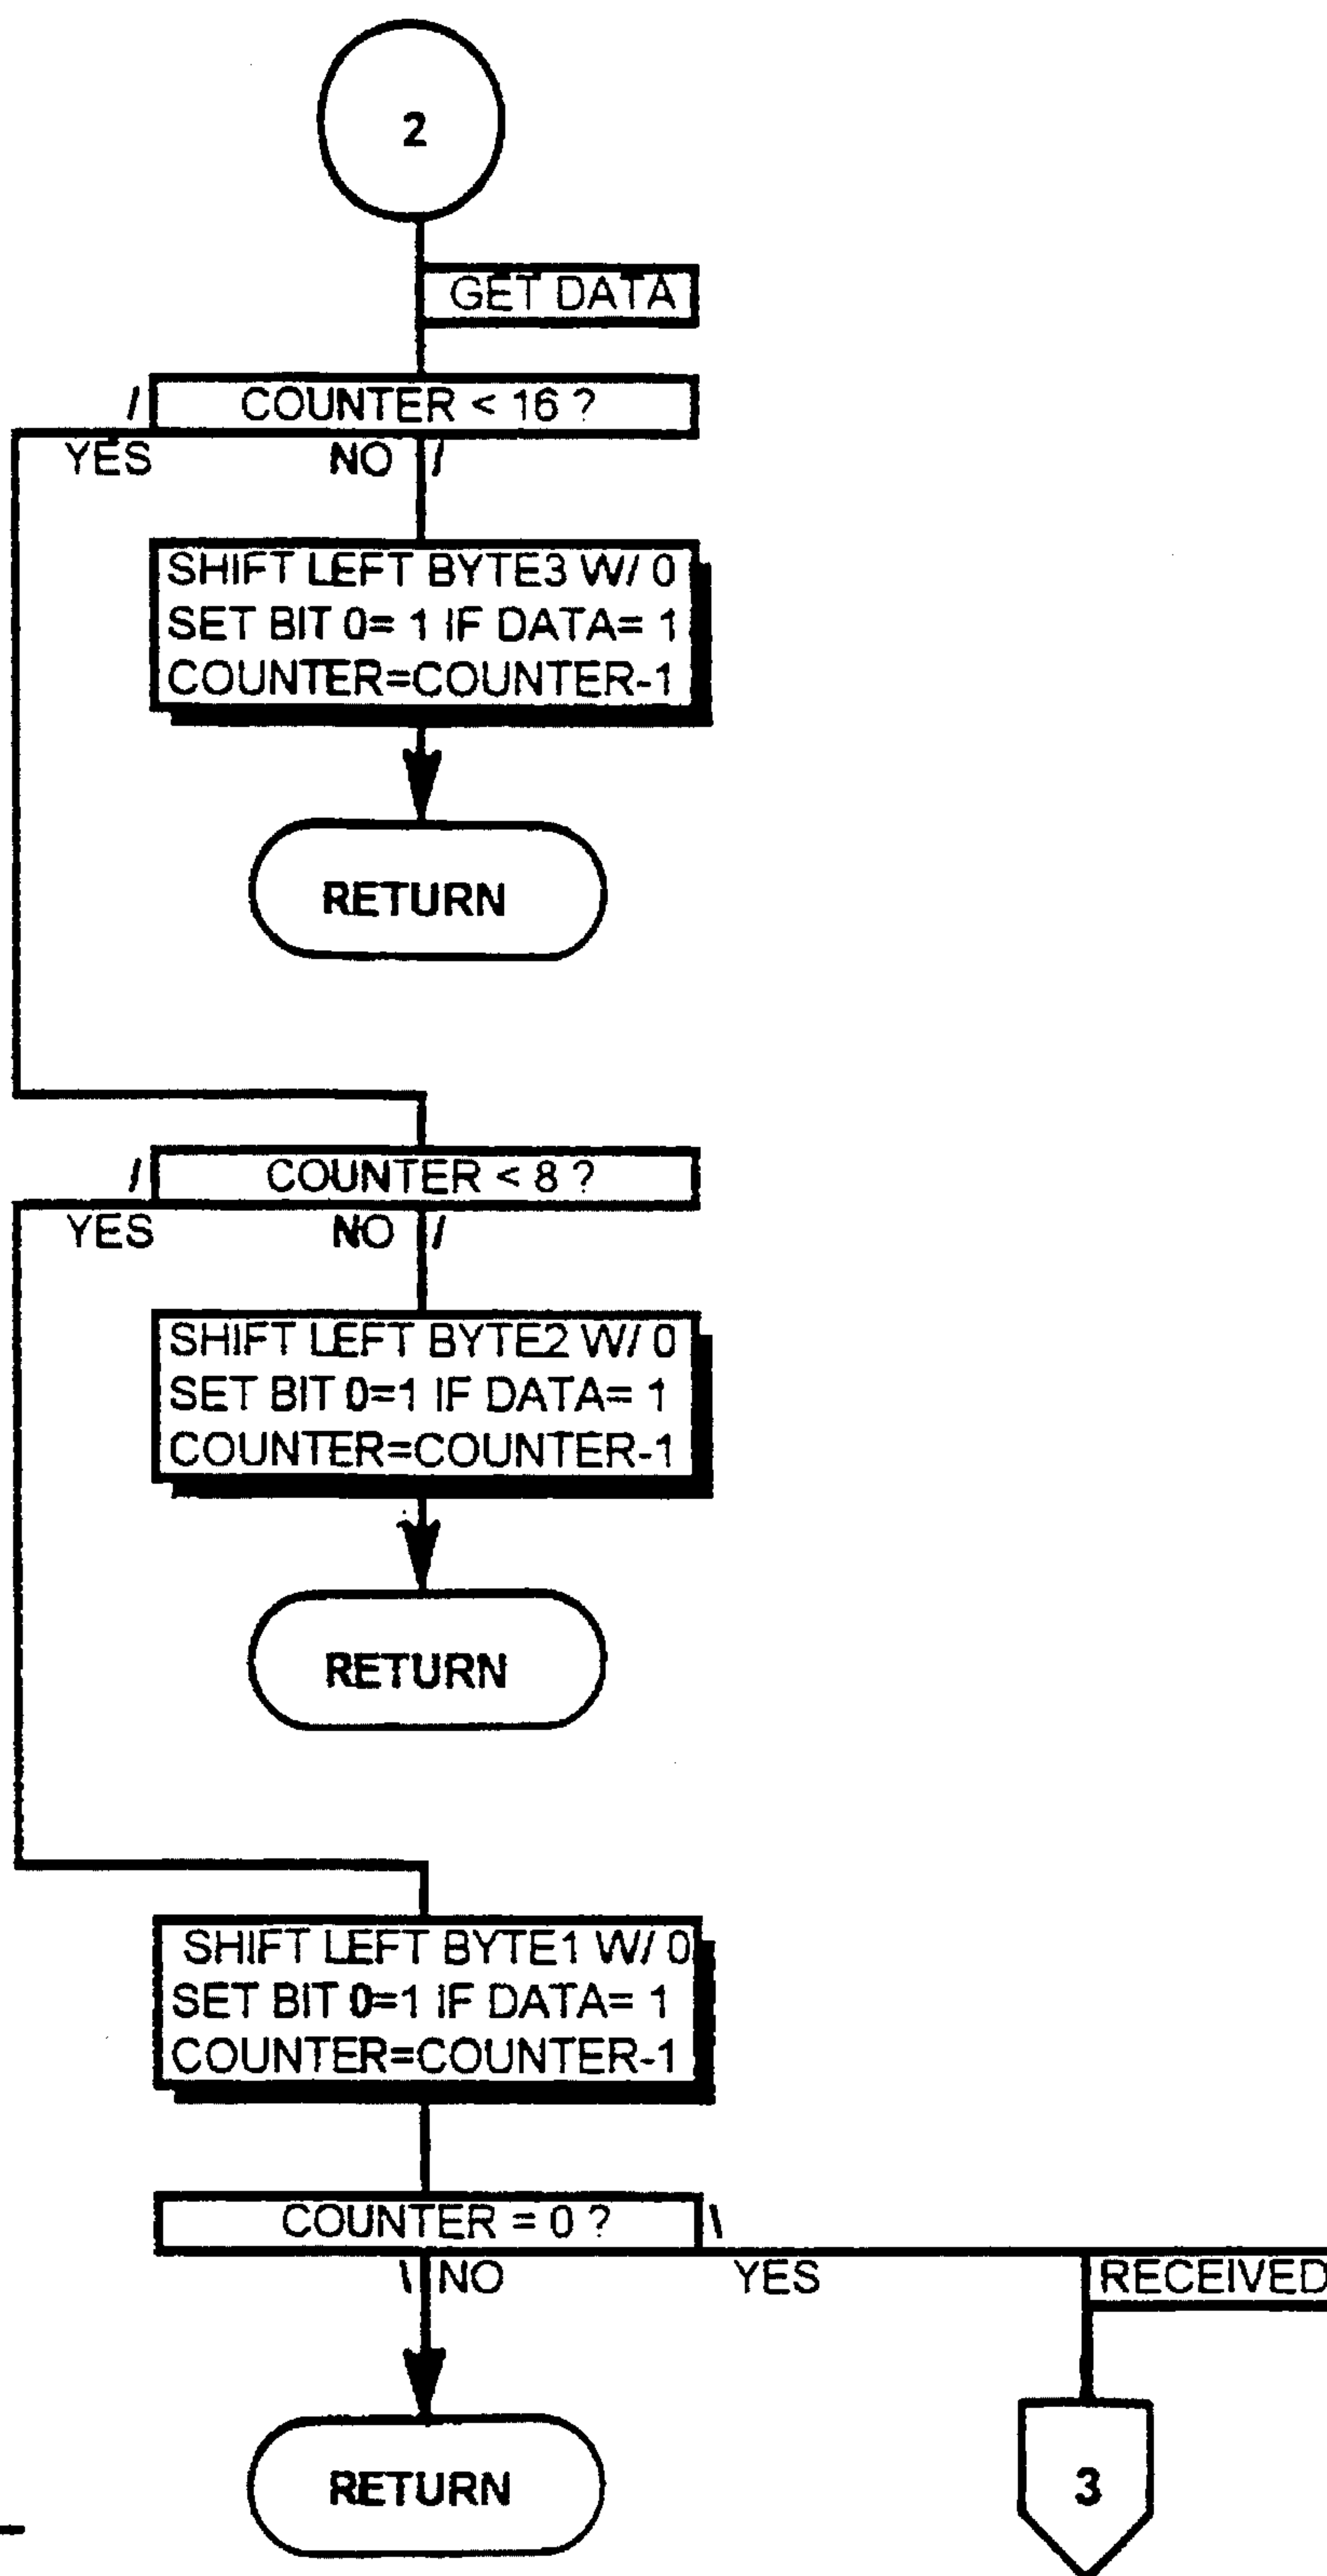 2
GET DATA
COUNTER < 16 ?
YES NO
SHIFT LEFT BYTE3 W/ 0
SET BIT 0= 1 IF DATA= 1
COUNTER=COUNTER-1
RETURN
COUNTER < 8 ?
YES NO
SHIFT LEFT BYTE2 W/ 0
SET BIT 0=1 IF DATA= 1
COUNTER=COUNTER-1
RETURN
SHIFT LEFT BYTE1 W/ 0
SET BIT 0=1 IF DATA= 1
COUNTER=COUNTER-1
COUNTER = 0 ?
NO YES
RECEIVED
RETURN
3